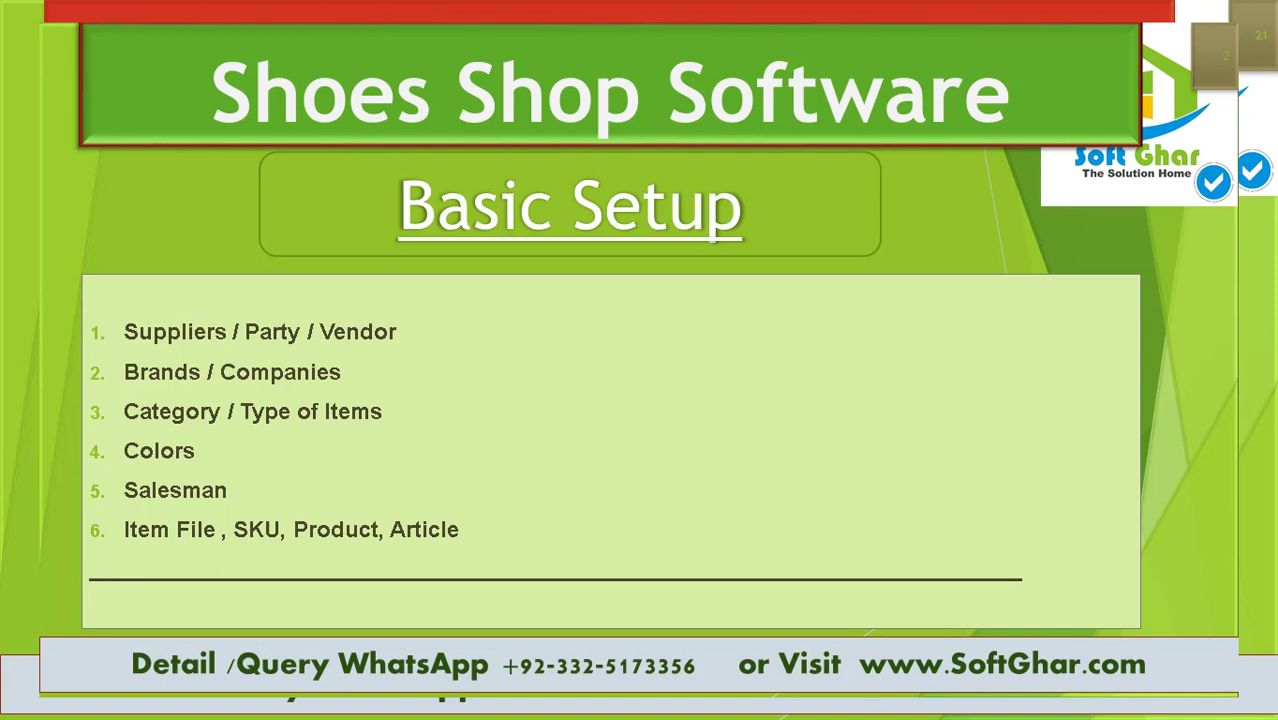 Shoes Shop Software
21
2
Soft Ghar
The Solution Home
Basic Setup
1. Suppliers / Party / Vendor
2. Brands / Companies
3. Category / Type of Items
4. Colors
5. Salesman
6. Item File , SKU, Product, Article
Detail /Query WhatsApp +92-332-5173356 or Visit www.SoftGhar.com